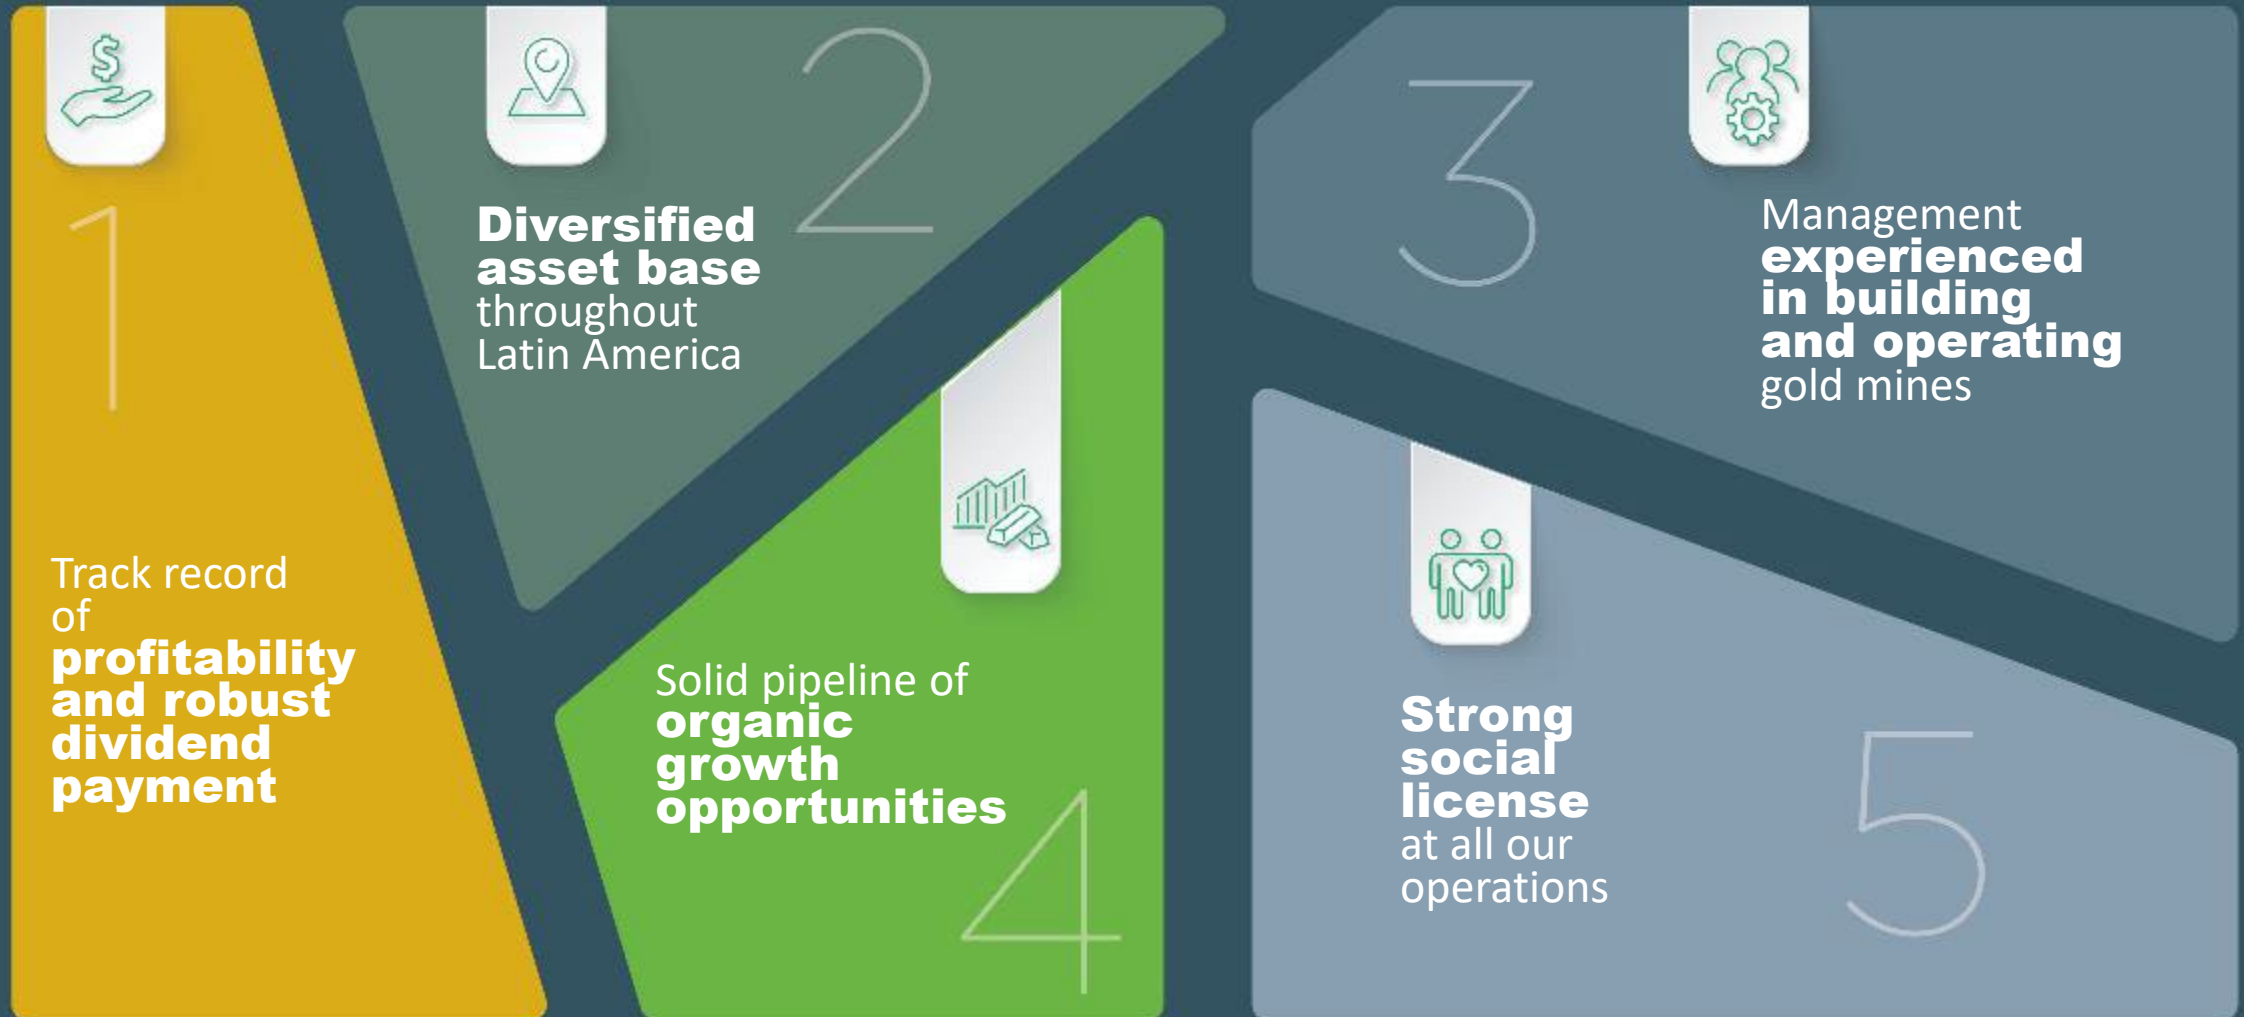 1
Track record
of
profitability
and robust
dividend
payment
2
Diversified
asset base
throughout
Latin America
3
Management
experienced
in building
and operating
gold mines
4
Solid pipeline of
organic
growth
opportunities
5
Strong
social
license
at all our
operations